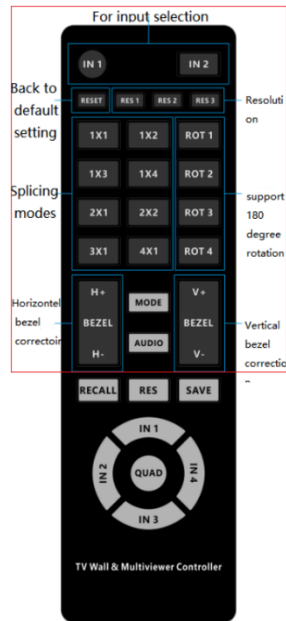 For input selection
IN 1
IN 2
Back to
default
setting
RESET
RES 1
RES 2
RES 3
Resoluti
on
1X1
1X2
ROT 1
1X3
1X4
ROT 2
Splicing
modes
2X1
2X2
ROT 3
support
180
degree
rotation
3X1
4X1
ROT 4
Horizontel
bezel
correctoin
H+
BEZEL
H-
MODE
AUDIO
V+
BEZEL
V-
Vertical
bezel
correctio
RECALL
RES
SAVE
IN 1
IN 2
QUAD
IN 4
IN 3
TV Wall & Multiviewer Controller